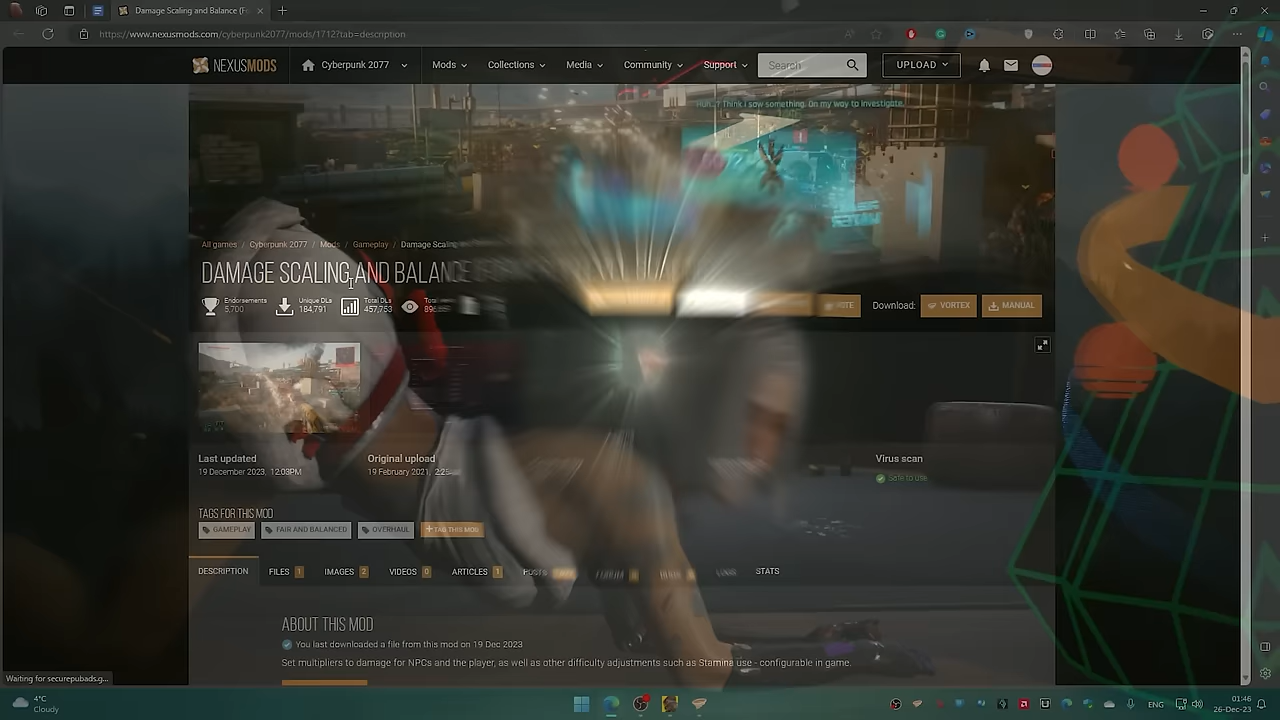 Damage Scaling and Balance (F
https://www.nexusmods.com/cyberpunk2077/mods/1712?tab=description
NEXUSMODS
Cyberpunk 2077
Mods
Collections
Media
Community
Support
Search
UPLOAD
Huh...? Think I saw something. On my way to investigate.
All games / Cyberpunk 2077 / Mods / Gameplay / Damage Scal
DAMAGE SCALING AND BALANCE
Endorsements
5,700
Unique DLs
184,791
Total DLs
457,753
Download:
VORTEX
MANUAL
Last updated
19 December 2023, 12:03PM
Original upload
19 February 2021,
Virus scan
Safe to use
TAGS FOR THIS MOD
GAMEPLAY
FAIR AND BALANCED
OVERHAUL
+ TAG THIS MOD
DESCRIPTION
FILES 1
IMAGES 2
VIDEOS 0
ARTICLES 1
POSTS
STATS
ABOUT THIS MOD
You last downloaded a file from this mod on 19 Dec 2023
Set multipliers to damage for NPCs and the player, as well as other difficulty adjustments such as Stamina use - configurable in game.
Waiting for securepubads.g...
4°C
Cloudy
ENG
01:46
26-Dec-23